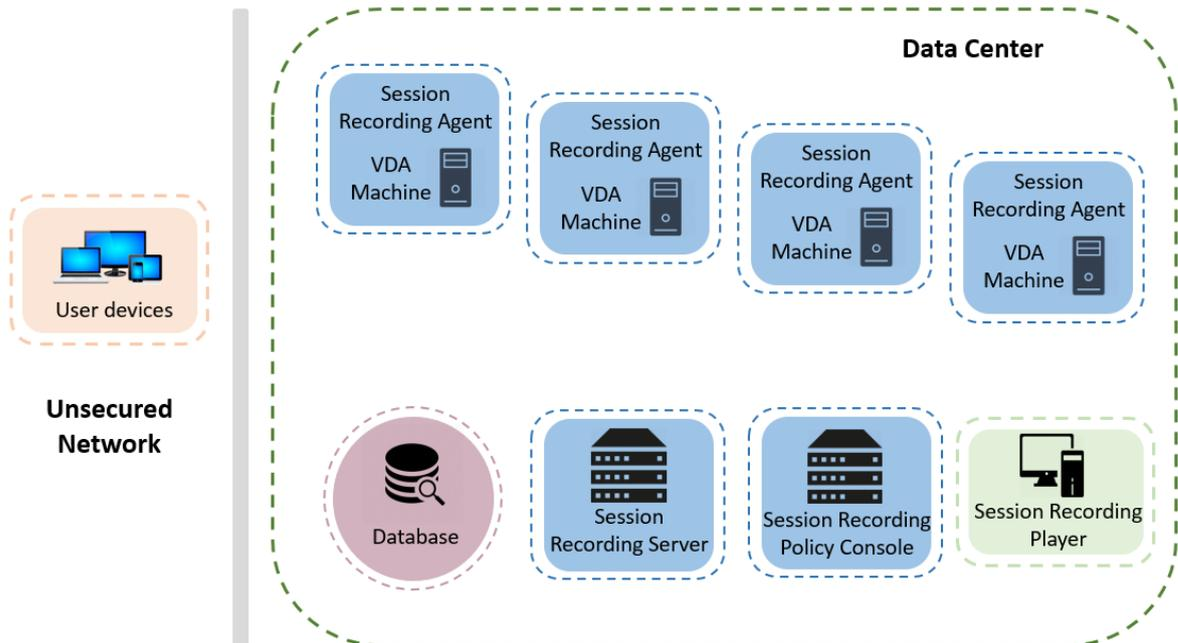 Data Center
Session
Recording Agent
VDA
Machine
Session
Recording Agent
VDA
Machine
Session
Recording Agent
VDA
Machine
Session
Recording Agent
VDA
Machine
User devices
Unsecured
Network
Database
Session
Recording Server
Session Recording
Policy Console
Session Recording
Player